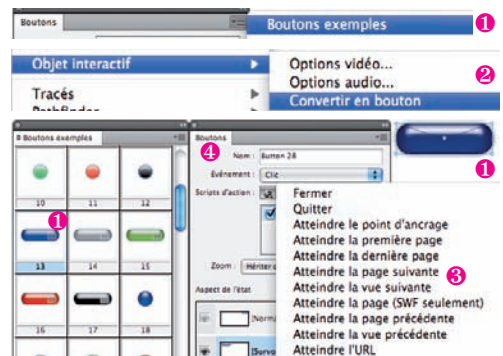 Boutons
Boutons exemples
1
Objet interactif
Options vidéo...
2
Options audio...
Tracés
Convertir en bouton
Pathfinder
Boutons exemples
10
11
12
1
13
14
15
16
17
18
Boutons
4
Nom : Button 28
Événement : Clic
Scripts d'action :
Zoom : Hériter
Aspect de l'état
[Norma
[Survo
1
Fermer
Quitter
Atteindre le point d'ancrage
Atteindre la première page
Atteindre la dernière page
Atteindre la page suivante
3
Atteindre la vue suivante
Atteindre la page (SWF seulement)
Atteindre la page précédente
Atteindre la vue précédente
Atteindre l'URL